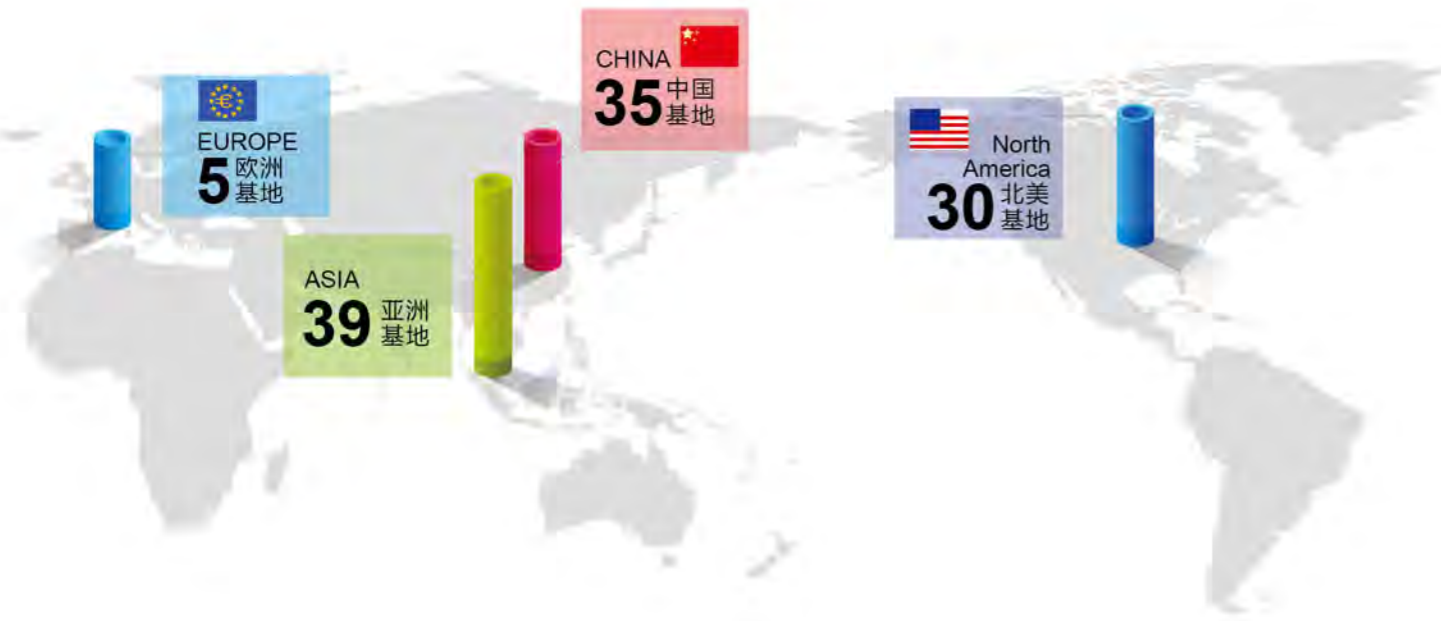 EUROPE
5 欧洲
基地
ASIA
39 亚洲
基地
CHINA
35 中国
基地
North
America
30 北美
基地